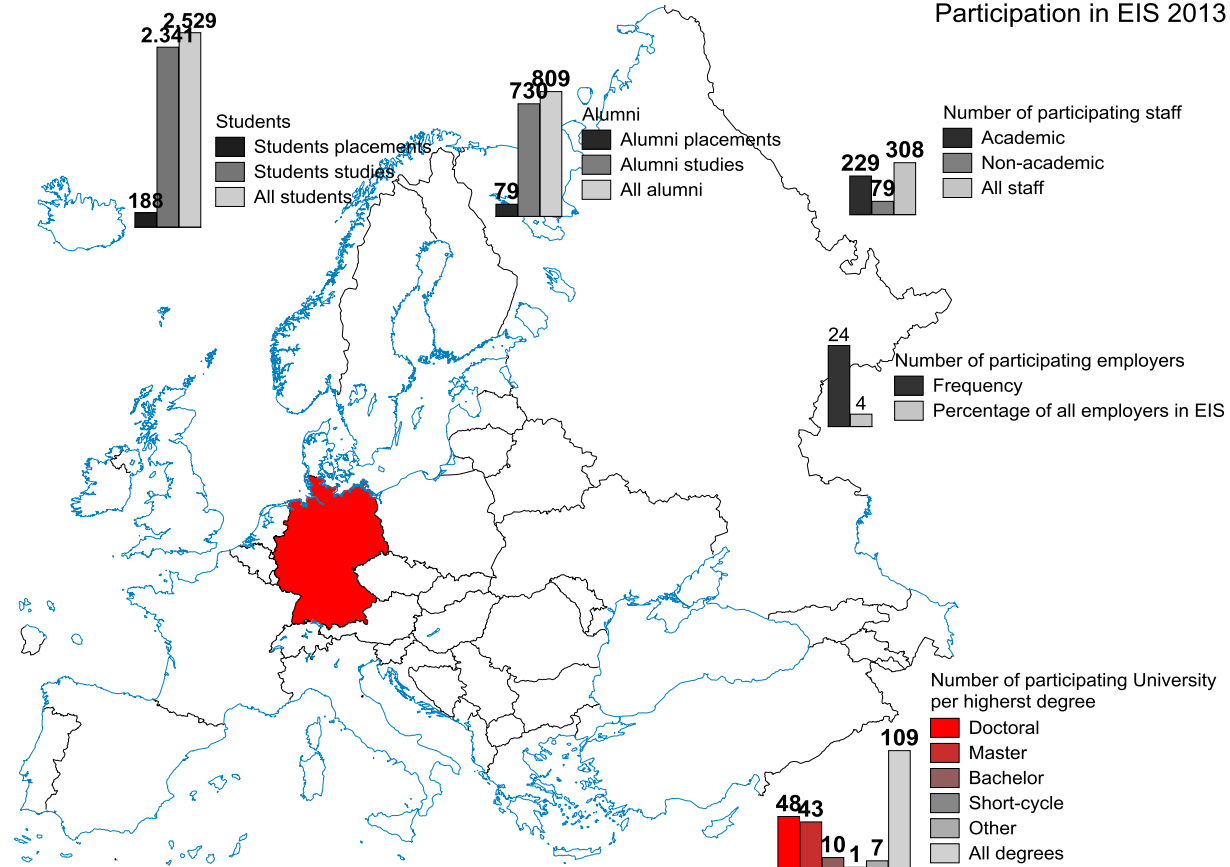 Participation in EIS 2013
2,529
2.341
188
Students
Students placements
Students studies
All students
809
730
79
Alumni
Alumni placements
Alumni studies
All alumni
Number of participating staff
Academic
Non-academic
All staff
229
79
308
24
4
Number of participating employers
Frequency
Percentage of all employers in EIS
Number of participating University
per higherst degree
Doctoral
Master
Bachelor
Short-cycle
Other
All degrees
109
48
43
10
1
7